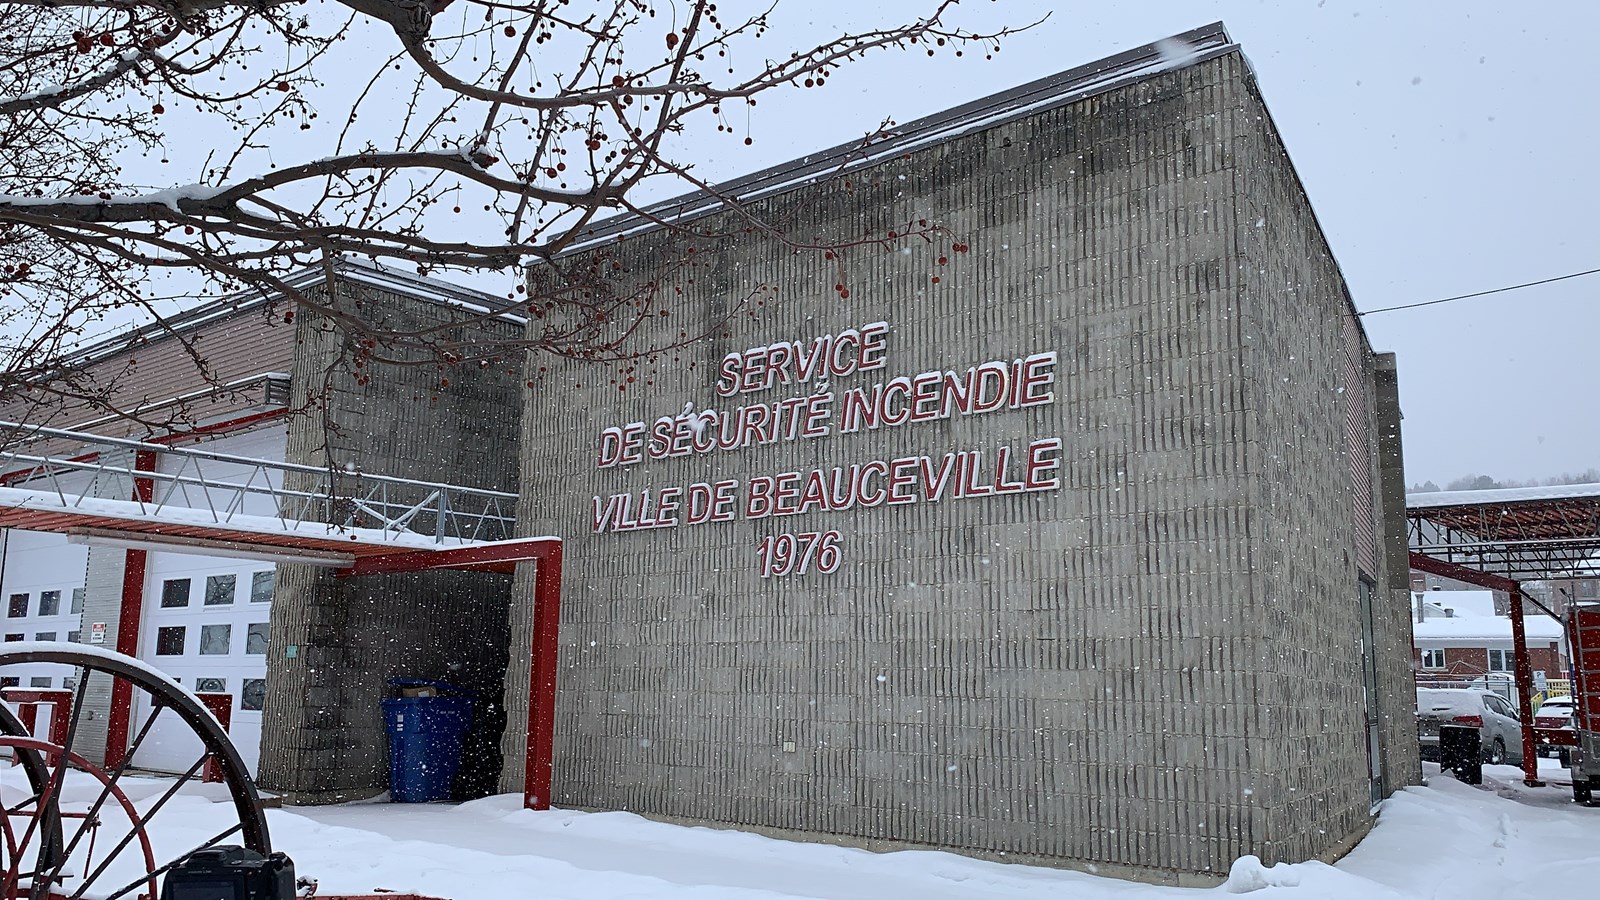 SERVICE
DE SÉCURITÉ INCENDIE
VILLE DE BEAUCEVILLE
1976